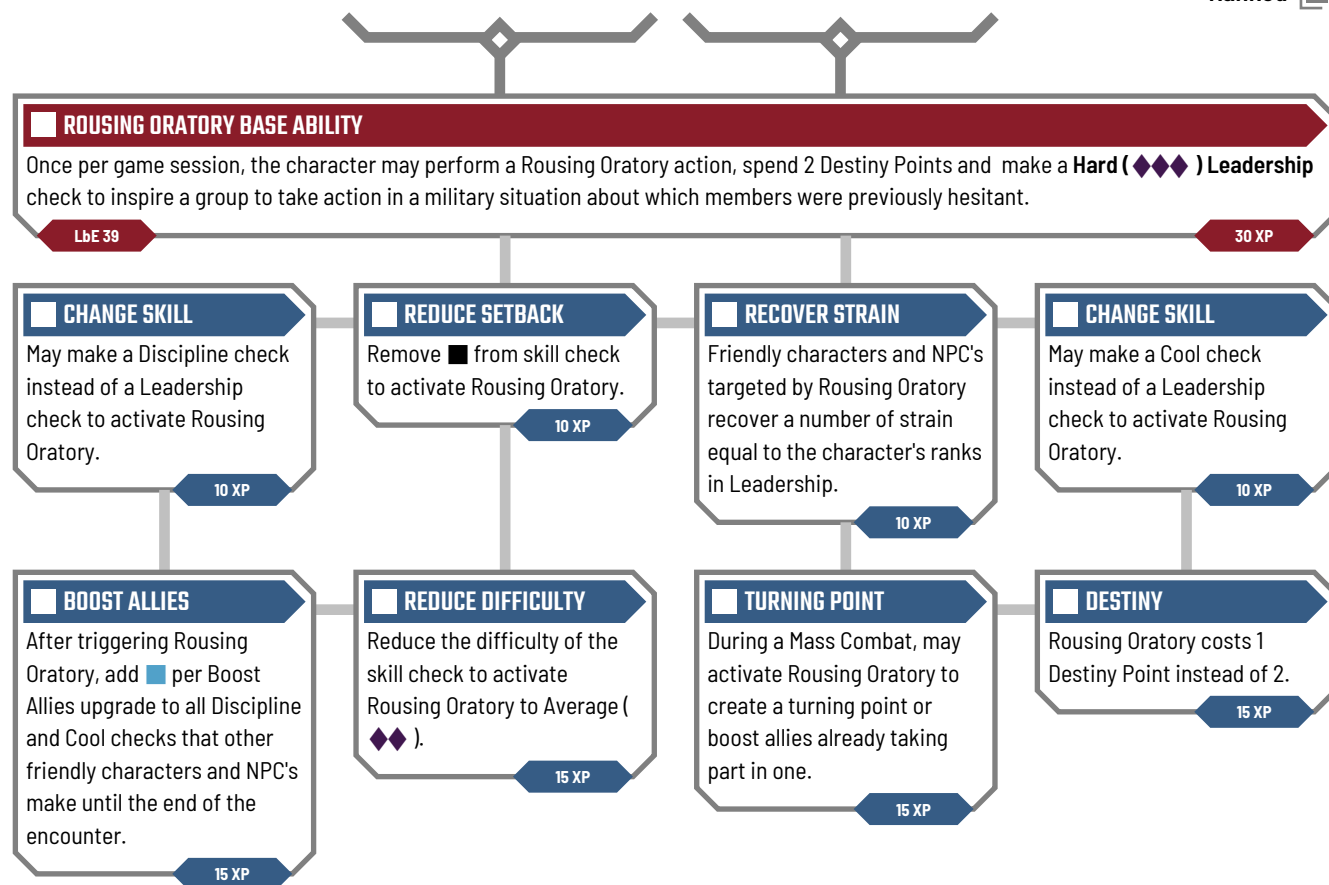 Ranked
ROUSING ORATORY BASE ABILITY
Once per game session, the character may perform a Rousing Oratory action, spend 2 Destiny Points and make a Hard ( ◆◆◆ ) Leadership
check to inspire a group to take action in a military situation about which members were previously hesitant.
LbE 39
30 XP
CHANGE SKILL
May make a Discipline check
instead of a Leadership
check to activate Rousing
Oratory.
10 XP
REDUCE SETBACK
Remove ■ from skill check
to activate Rousing Oratory.
10 XP
RECOVER STRAIN
Friendly characters and NPC's
targeted by Rousing Oratory
recover a number of strain
equal to the character's ranks
in Leadership.
10 XP
CHANGE SKILL
May make a Cool check
instead of a Leadership
check to activate Rousing
Oratory.
10 XP
BOOST ALLIES
After triggering Rousing
Oratory, add ■ per Boost
Allies upgrade to all Discipline
and Cool checks that other
friendly characters and NPC's
make until the end of the
encounter.
15 XP
REDUCE DIFFICULTY
Reduce the difficulty of the
skill check to activate
Rousing Oratory to Average (
◆◆ ).
15 XP
TURNING POINT
During a Mass Combat, may
activate Rousing Oratory to
create a turning point or
boost allies already taking
part in one.
15 XP
DESTINY
Rousing Oratory costs 1
Destiny Point instead of 2.
15 XP